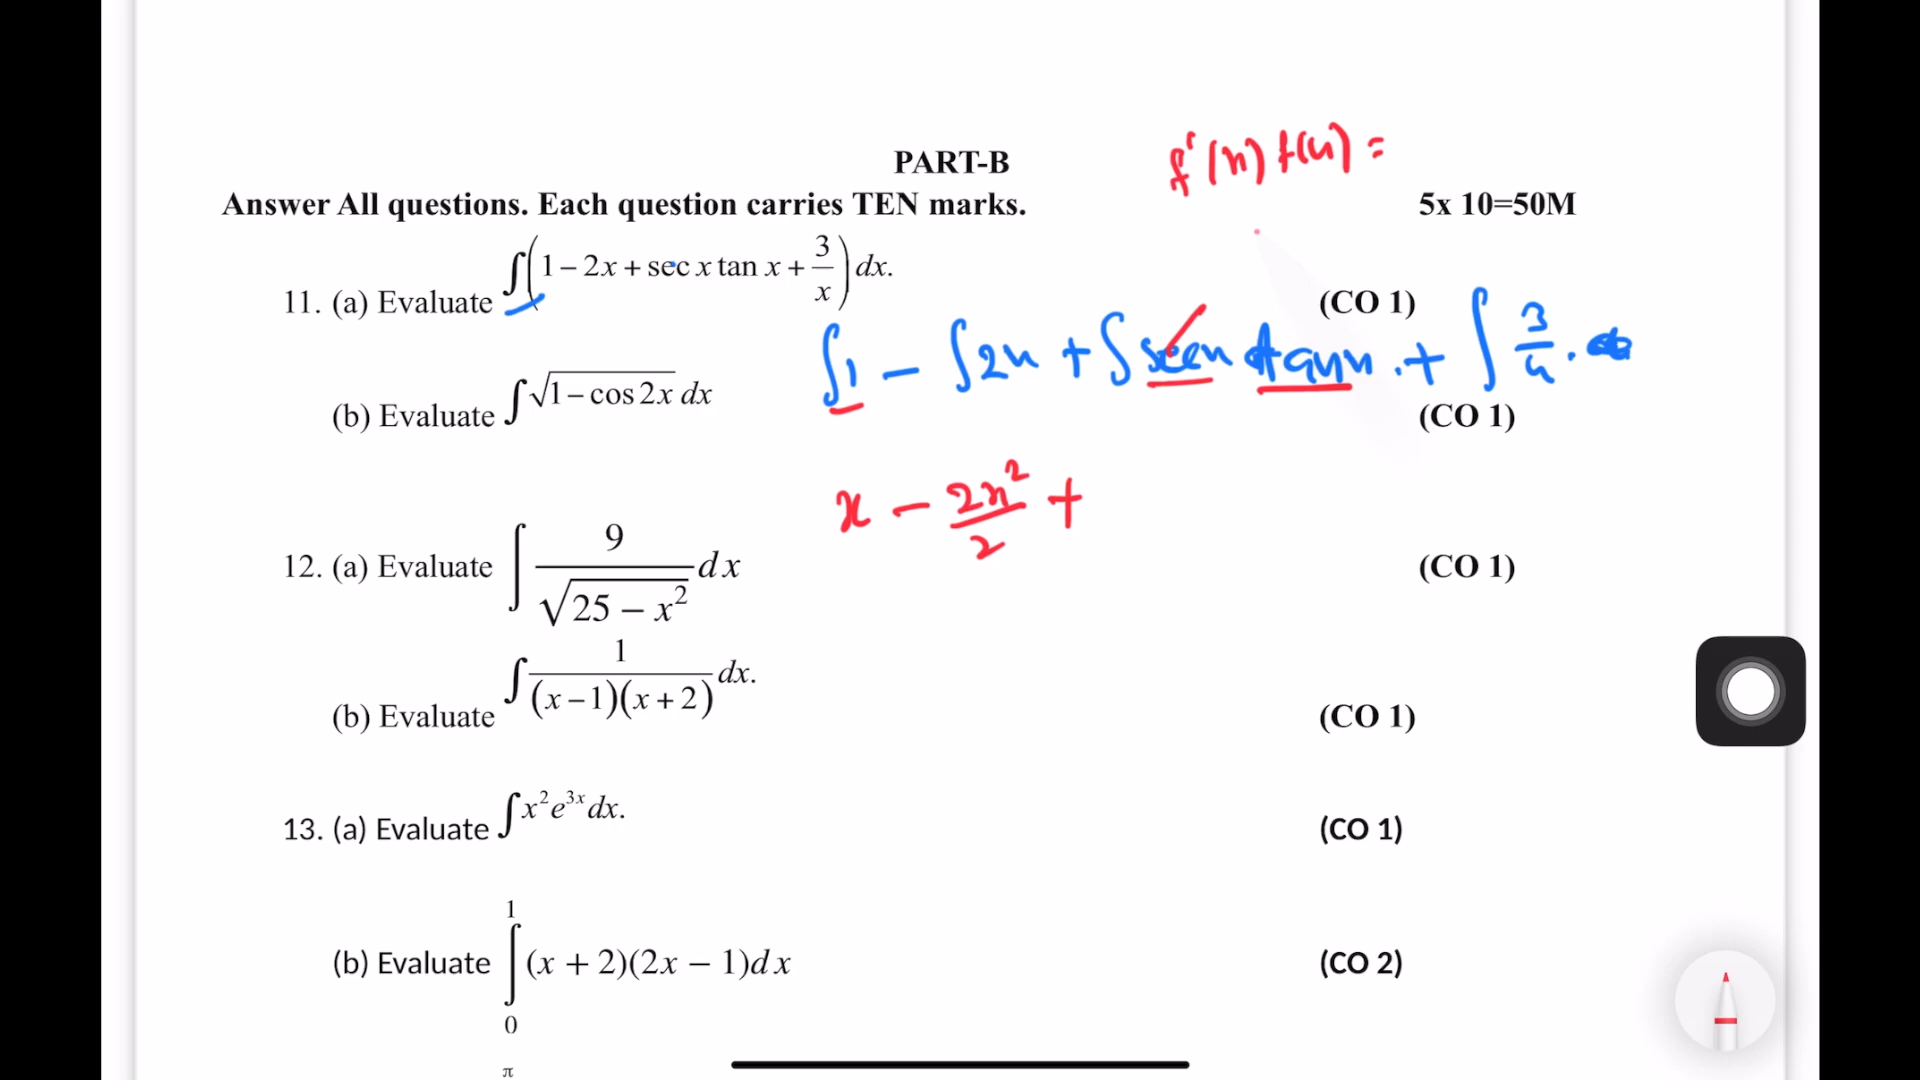 f'(x) f(x) =
PART-B
Answer All questions. Each question carries TEN marks. 5x 10=50M
11. (a) Evaluate ∫(1 – 2x + sec x tan x + 3/x) dx. (CO 1)
∫1 – ∫2x + ∫secx tanx . + ∫ 3/x .
(b) Evaluate ∫√(1 – cos 2x) dx (CO 1)
x – 2x²/2 +
12. (a) Evaluate ∫ 9/√(25 – x²) dx (CO 1)
(b) Evaluate ∫ 1/((x – 1)(x + 2)) dx. (CO 1)
13. (a) Evaluate ∫x²e³ˣ dx. (CO 1)
(b) Evaluate ∫₀¹ (x + 2)(2x – 1)dx (CO 2)
π